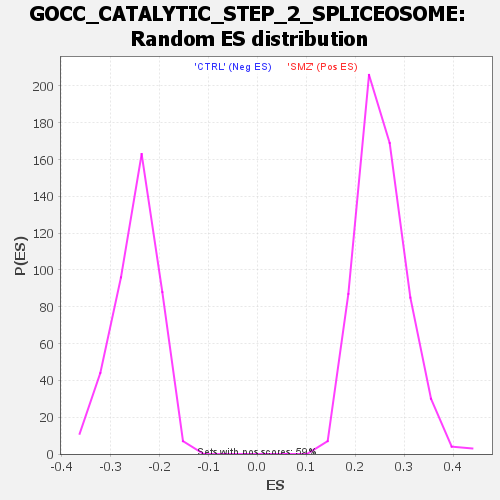 GOCC_CATALYTIC_STEP_2_SPLICEOSOME:
Random ES distribution
'CTRL' (Neg ES) 'SMZ' (Pos ES)
P(ES)
200
180
160
140
120
100
80
60
40
20
0
Sets with pos scores: 59%
-0.4 -0.3 -0.2 -0.1 0.0 0.1 0.2 0.3 0.4
ES